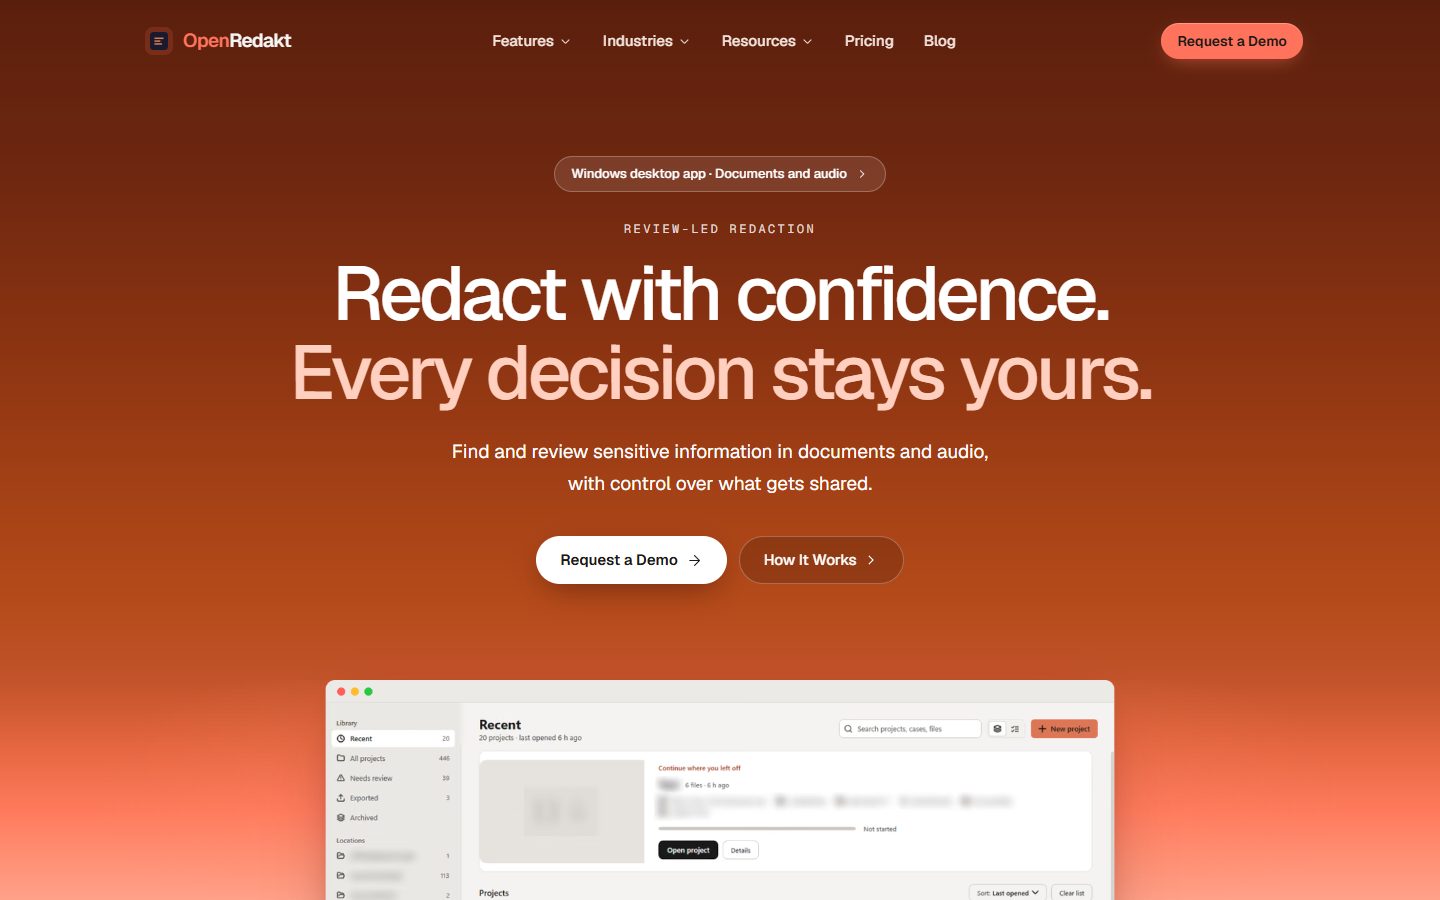 OpenRedakt
Features
Industries
Resources
Pricing
Blog
Request a Demo
Windows desktop app · Documents and audio
REVIEW-LED REDACTION
Redact with confidence.
Every decision stays yours.
Find and review sensitive information in documents and audio,
with control over what gets shared.
Request a Demo
How It Works
Library
Recent 20
All projects 446
Needs review 39
Exported 3
Archived
Locations
1
113
2
Recent
20 projects · last opened 6 h ago
Search projects, cases, files
New project
Continue where you left off
6 files · 6 h ago
Not started
Open project
Details
Projects
Sort: Last opened
Clear list